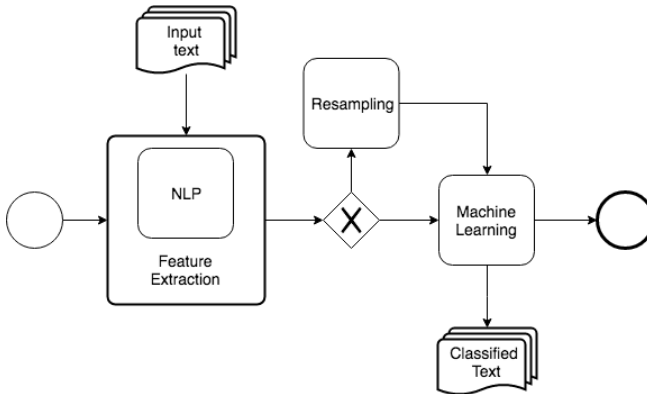 Input
text
Resampling
NLP
Machine
Learning
Feature
Extraction
Classified
Text